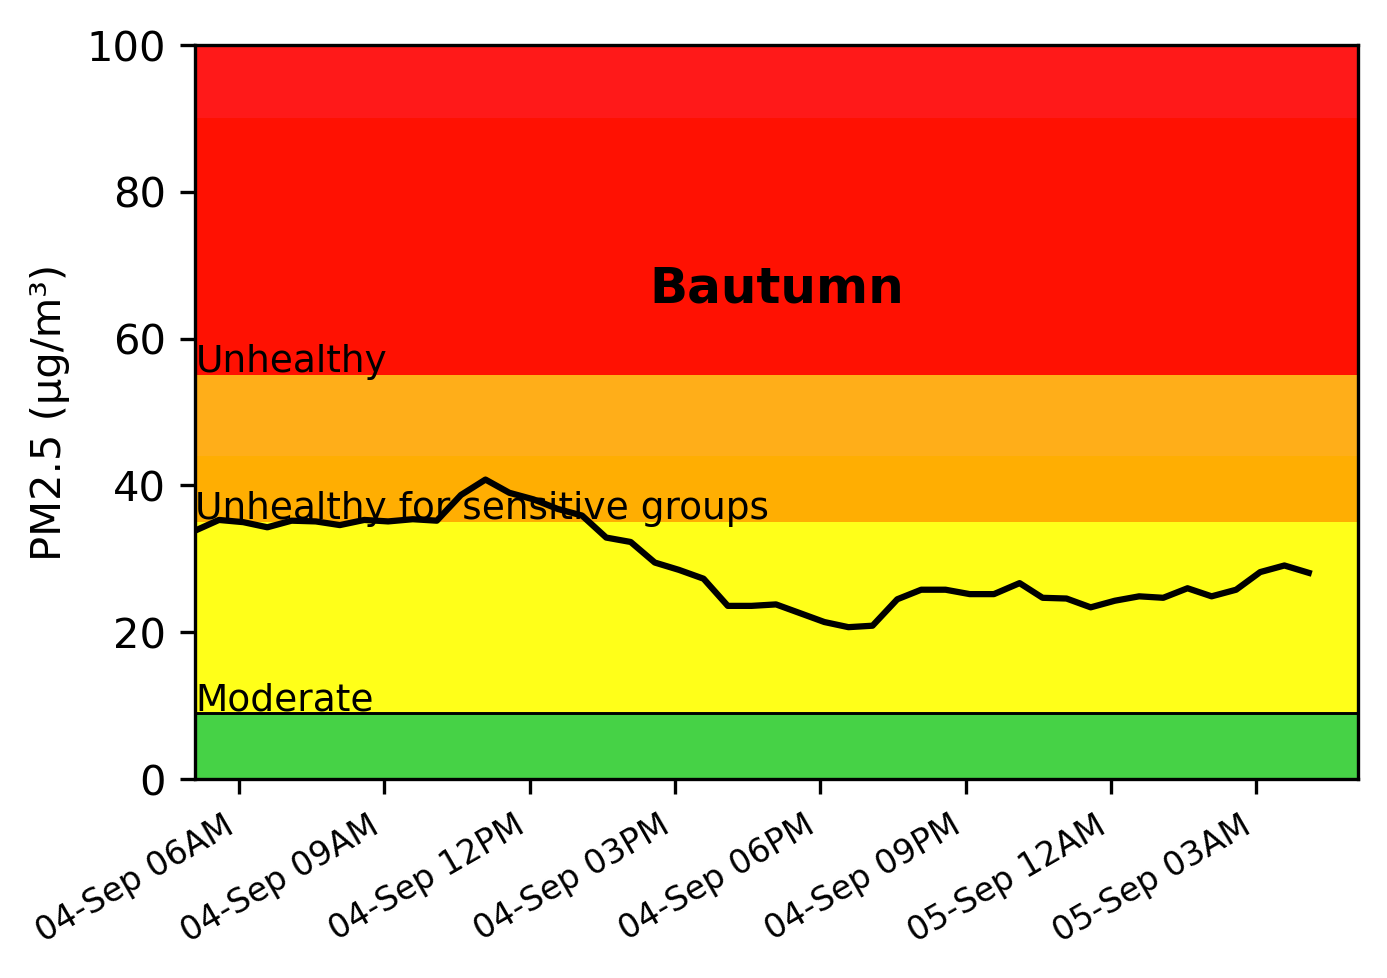 100
80
60
40
20
0
PM2.5 (µg/m³)
Bautumn
Unhealthy
Unhealthy for sensitive groups
Moderate
04-Sep 06AM
04-Sep 09AM
04-Sep 12PM
04-Sep 03PM
04-Sep 06PM
04-Sep 09PM
05-Sep 12AM
05-Sep 03AM